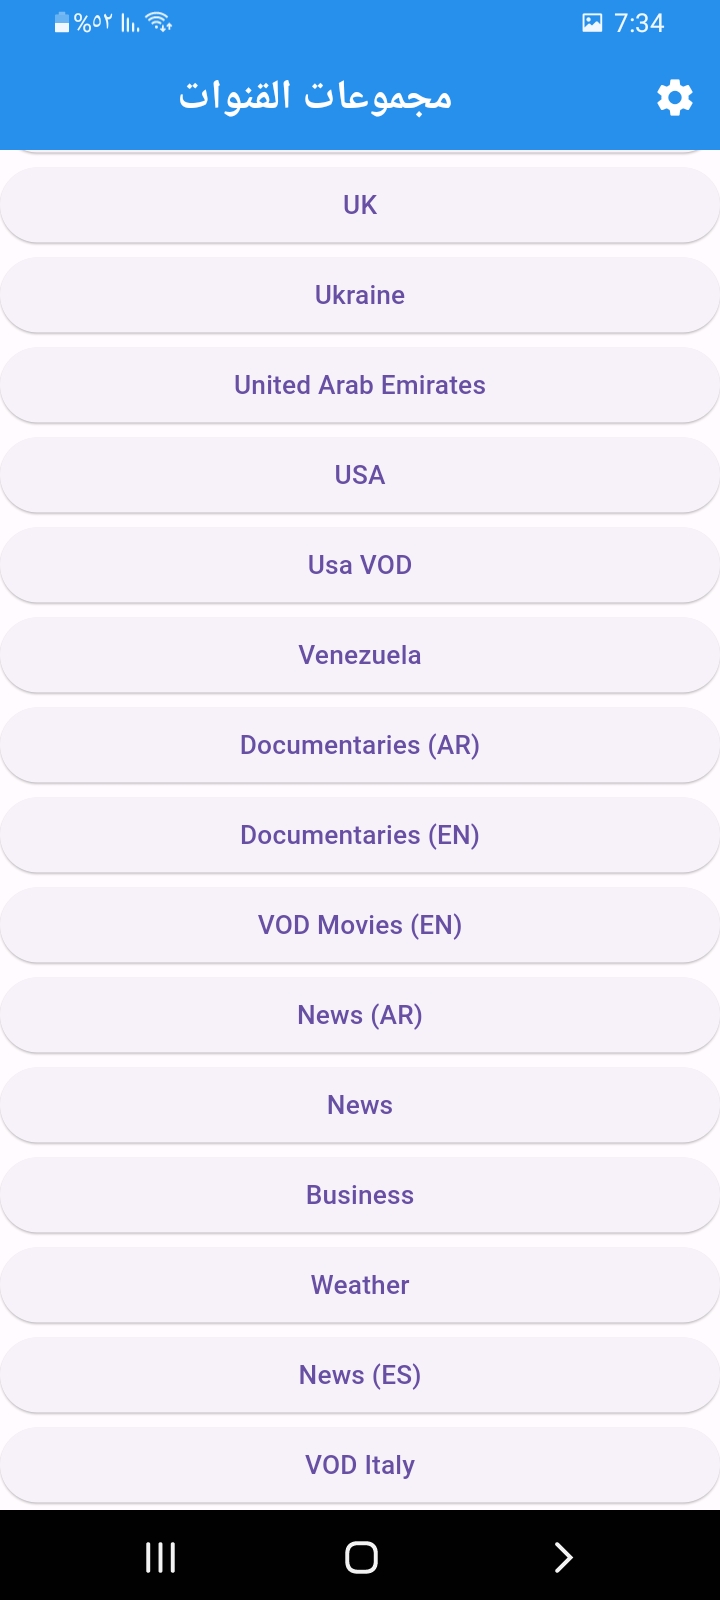 %٥٢
7:34
مجموعات القنوات
UK
Ukraine
United Arab Emirates
USA
Usa VOD
Venezuela
Documentaries (AR)
Documentaries (EN)
VOD Movies (EN)
News (AR)
News
Business
Weather
News (ES)
VOD Italy